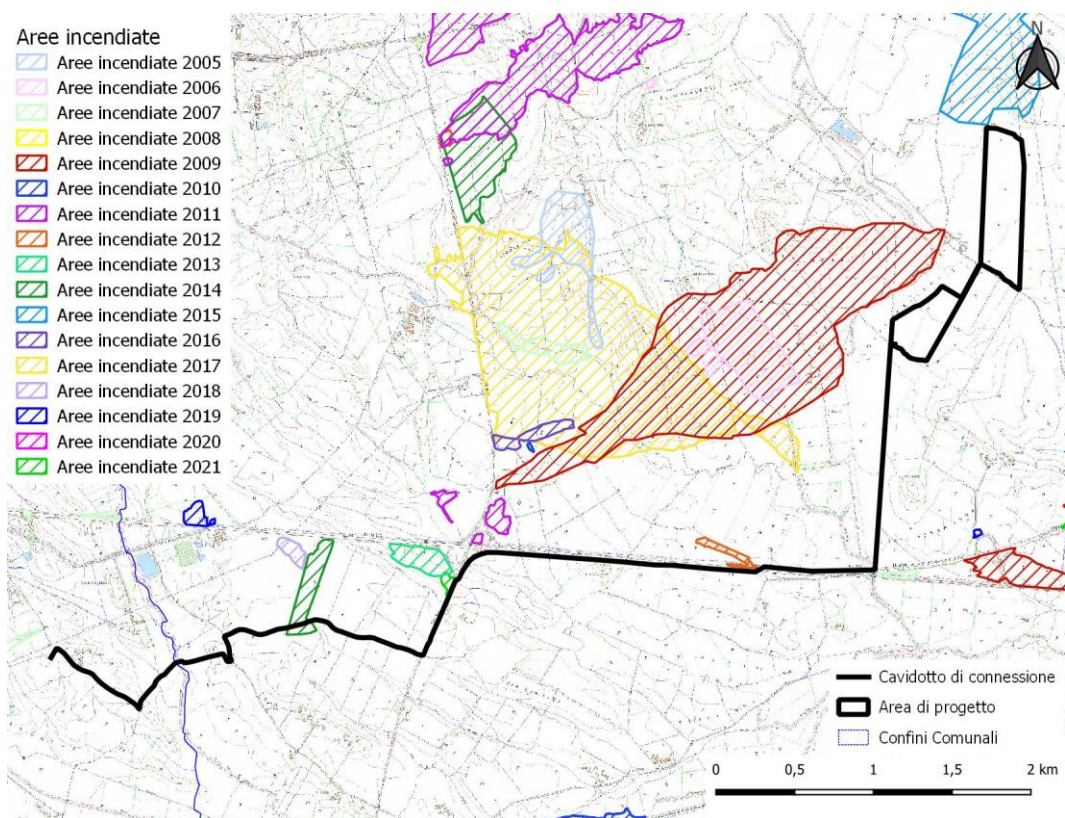 Aree incendiate
Aree incendiate 2005
Aree incendiate 2006
Aree incendiate 2007
Aree incendiate 2008
Aree incendiate 2009
Aree incendiate 2010
Aree incendiate 2011
Aree incendiate 2012
Aree incendiate 2013
Aree incendiate 2014
Aree incendiate 2015
Aree incendiate 2016
Aree incendiate 2017
Aree incendiate 2018
Aree incendiate 2019
Aree incendiate 2020
Aree incendiate 2021
N
Cavidotto di connessione
Area di progetto
Confini Comunali
0 0,5 1 1,5 2 km